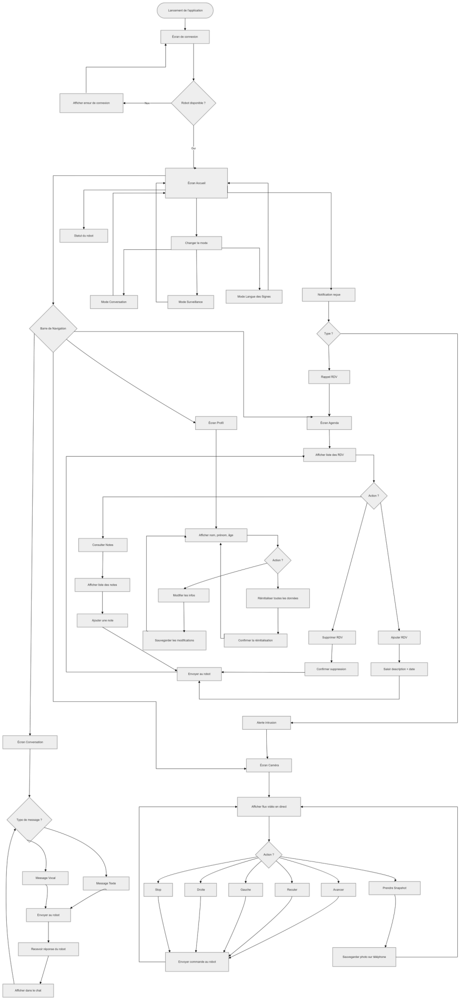 Lancement de l'application
Écran de connexion
Afficher erreur de connexion
Non
Robot disponible ?
Oui
Écran Accueil
Statut du robot
Changer le mode
Mode Conversation
Mode Surveillance
Mode Langue des Signes
Notification reçue
Barre de Navigation
Type ?
Rappel RDV
Écran Profil
Écran Agenda
Afficher liste des RDV
Action ?
Consulter Notes
Afficher nom, prénom, âge
Action ?
Afficher liste des notes
Modifier les infos
Réinitialiser toutes les données
Ajouter une note
Sauvegarder les modifications
Confirmer la réinitialisation
Supprimer RDV
Ajouter RDV
Envoyer au robot
Confirmer suppression
Saisir description + date
Alerte intrusion
Écran Conversation
Écran Caméra
Afficher flux vidéo en direct
Type de message ?
Action ?
Message Vocal
Message Texte
Stop
Droite
Gauche
Reculer
Avancer
Prendre Snapshot
Envoyer au robot
Recevoir réponse du robot
Envoyer commande au robot
Sauvegarder photo sur téléphone
Afficher dans le chat